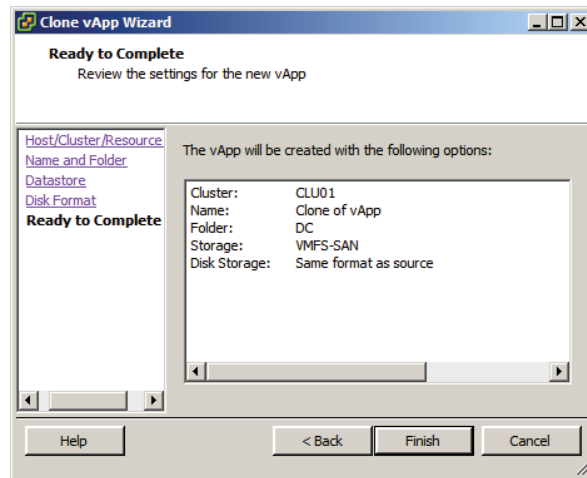 Clone vApp Wizard
Ready to Complete
Review the settings for the new vApp
Host/Cluster/Resource
Name and Folder
Datastore
Disk Format
Ready to Complete
The vApp will be created with the following options:
Cluster: CLU01
Name: Clone of vApp
Folder: DC
Storage: VMFS-SAN
Disk Storage: Same format as source
Help < Back Finish Cancel